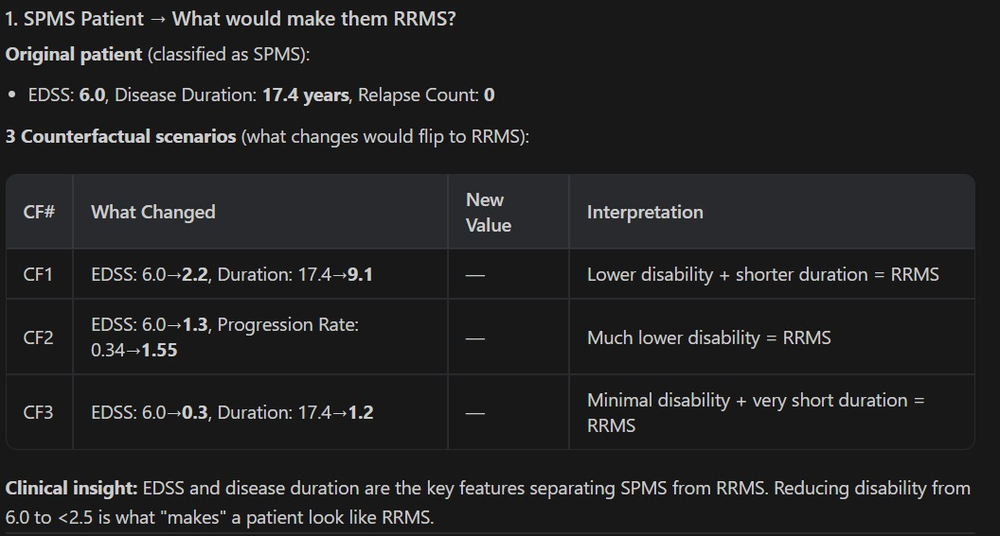 1. SPMS Patient → What would make them RRMS?
Original patient (classified as SPMS):
• EDSS: 6.0, Disease Duration: 17.4 years, Relapse Count: 0
3 Counterfactual scenarios (what changes would flip to RRMS):
CF# What Changed New Value Interpretation
CF1 EDSS: 6.0→2.2, Duration: 17.4→9.1 — Lower disability + shorter duration = RRMS
CF2 EDSS: 6.0→1.3, Progression Rate: 0.34→1.55 — Much lower disability = RRMS
CF3 EDSS: 6.0→0.3, Duration: 17.4→1.2 — Minimal disability + very short duration = RRMS
Clinical insight: EDSS and disease duration are the key features separating SPMS from RRMS. Reducing disability from
6.0 to <2.5 is what "makes" a patient look like RRMS.